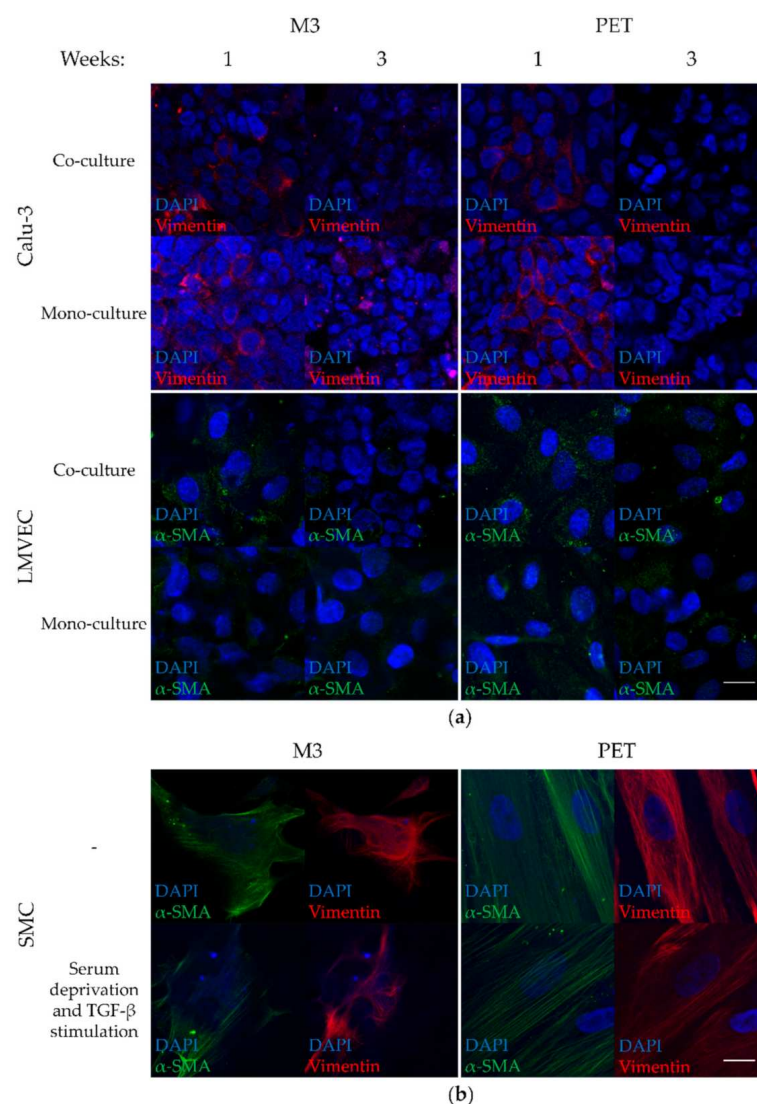 M3 PET
Weeks: 1 3 1 3
Calu-3
Co-culture
DAPI DAPI DAPI DAPI
Vimentin Vimentin Vimentin Vimentin
Mono-culture
DAPI DAPI DAPI DAPI
Vimentin Vimentin Vimentin Vimentin
LMVEC
Co-culture
DAPI DAPI DAPI DAPI
α-SMA α-SMA α-SMA α-SMA
Mono-culture
DAPI DAPI DAPI DAPI
α-SMA α-SMA α-SMA α-SMA
(a)
M3 PET
SMC
-
DAPI DAPI DAPI DAPI
α-SMA Vimentin α-SMA Vimentin
Serum
deprivation
and TGF-β
stimulation
DAPI DAPI DAPI DAPI
α-SMA Vimentin α-SMA Vimentin
(b)